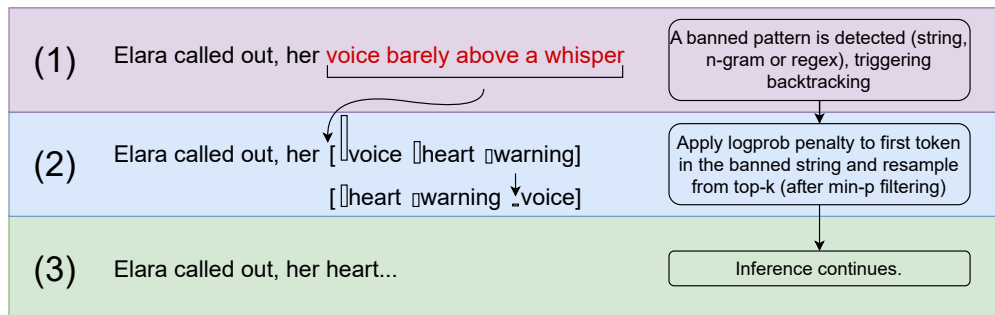 (1)
Elara called out, her voice barely above a whisper
A banned pattern is detected (string,
n-gram or regex), triggering
backtracking
(2)
Elara called out, her [voice heart warning]
[heart warning voice]
Apply logprob penalty to first token
in the banned string and resample
from top-k (after min-p filtering)
(3)
Elara called out, her heart...
Inference continues.